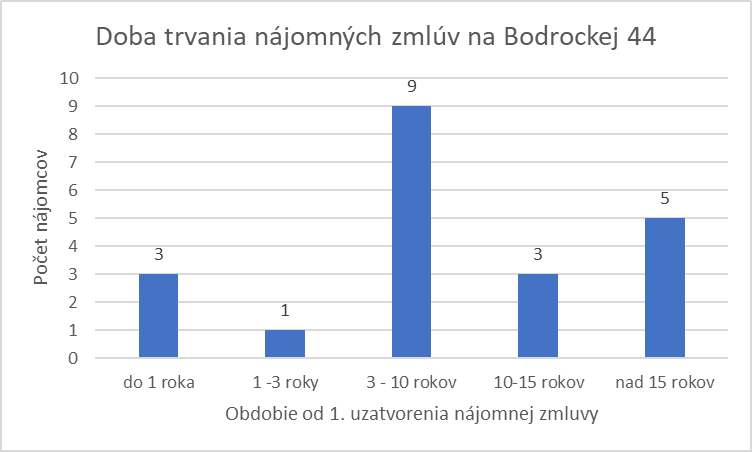 Doba trvania nájomných zmlúv na Bodrockej 44
Počet nájomcov
10
9
8
7
6
5
4
3
2
1
0
3
1
9
3
5
do 1 roka
1 -3 roky
3 - 10 rokov
10-15 rokov
nad 15 rokov
Obdobie od 1. uzatvorenia nájomnej zmluvy